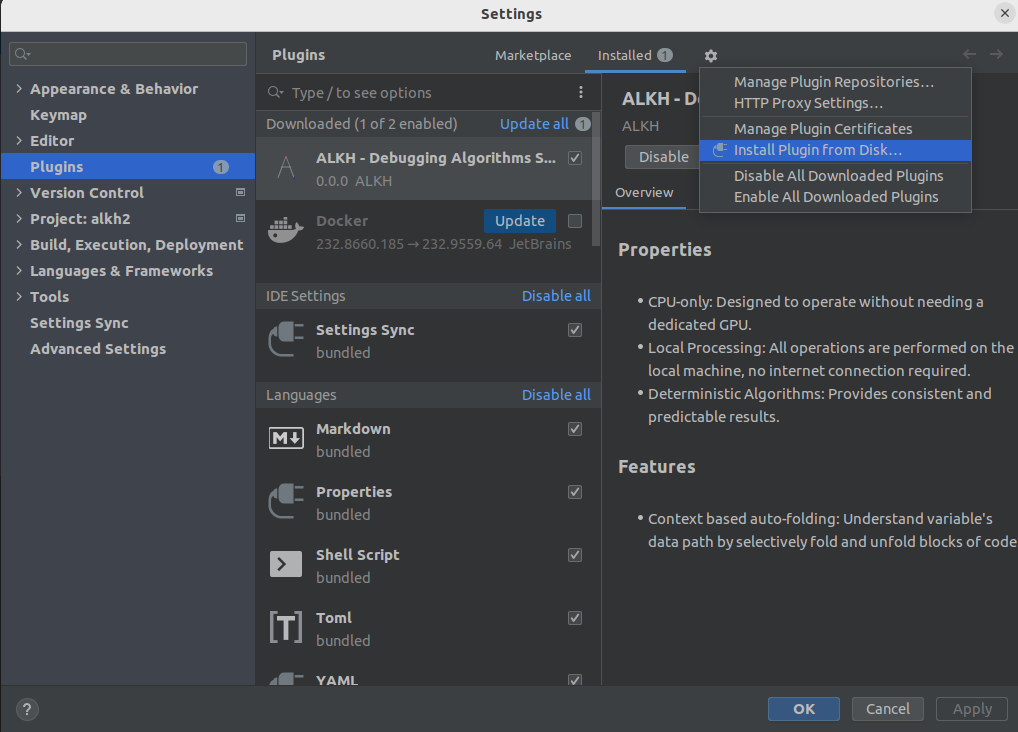 Settings
Plugins
Marketplace
Installed 1
Appearance & Behavior
Keymap
Editor
Plugins 1
Version Control
Project: alkh2
Build, Execution, Deployment
Languages & Frameworks
Tools
Settings Sync
Advanced Settings
Type / to see options
Downloaded (1 of 2 enabled) Update all 1
ALKH - Debugging Algorithms S...
0.0.0 ALKH
Docker Update
232.8660.185 → 232.9559.64 JetBrains
IDE Settings Disable all
Settings Sync
bundled
Languages Disable all
Markdown
bundled
Properties
bundled
Shell Script
bundled
Toml
bundled
YAML
ALKH - D
ALKH
Disable
Overview
Manage Plugin Repositories...
HTTP Proxy Settings...
Manage Plugin Certificates
Install Plugin from Disk...
Disable All Downloaded Plugins
Enable All Downloaded Plugins
Properties
• CPU-only: Designed to operate without needing a
dedicated GPU.
• Local Processing: All operations are performed on the
local machine, no internet connection required.
• Deterministic Algorithms: Provides consistent and
predictable results.
Features
• Context based auto-folding: Understand variable's
data path by selectively fold and unfold blocks of code
?
OK
Cancel
Apply